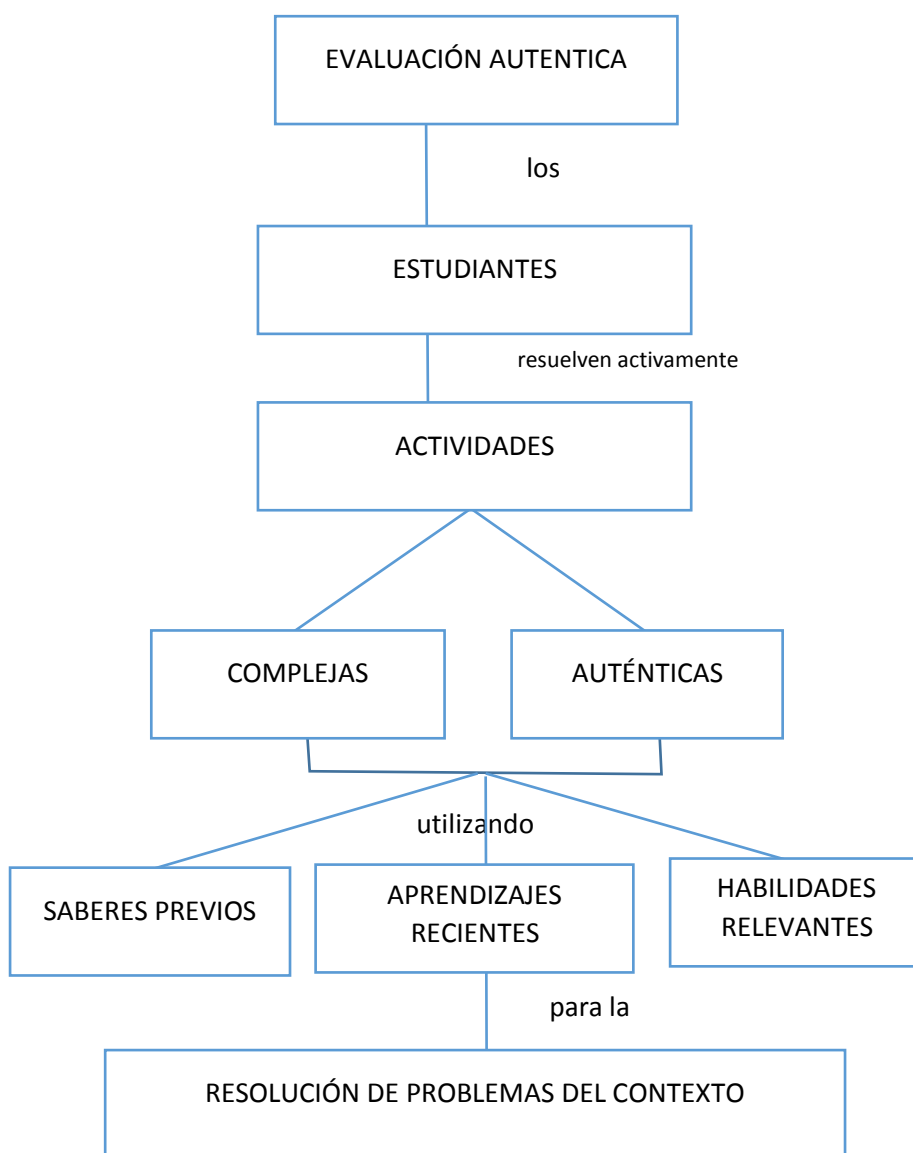 EVALUACIÓN AUTENTICA
los
ESTUDIANTES
resuelven activamente
ACTIVIDADES
COMPLEJAS
AUTÉNTICAS
utilizando
SABERES PREVIOS
APRENDIZAJES
RECIENTES
HABILIDADES
RELEVANTES
para la
RESOLUCIÓN DE PROBLEMAS DEL CONTEXTO